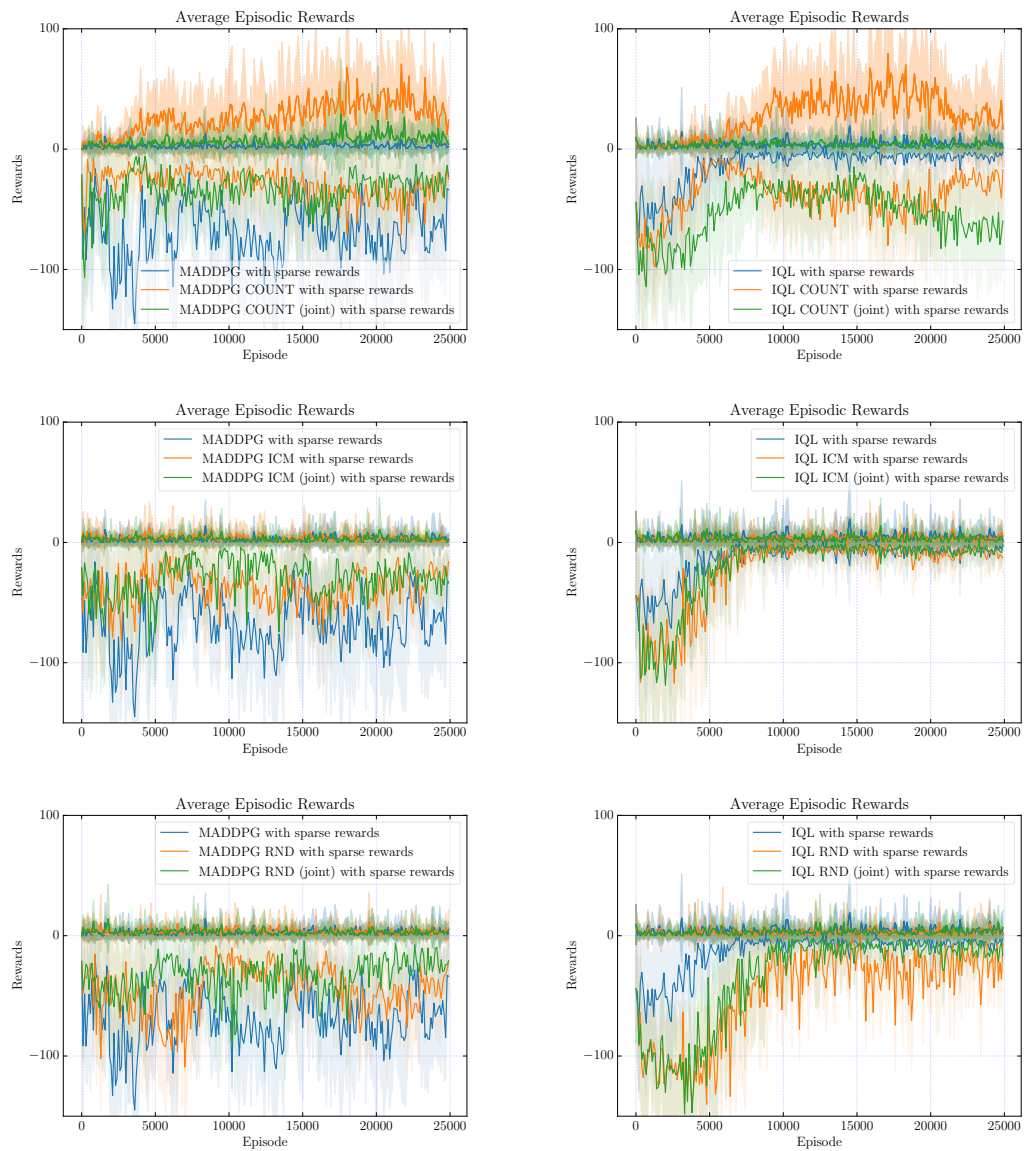 Average Episodic Rewards
100
0
−100
Rewards
MADDPG with sparse rewards
MADDPG COUNT with sparse rewards
MADDPG COUNT (joint) with sparse rewards
0 5000 10000 15000 20000 25000
Episode
Average Episodic Rewards
100
0
−100
Rewards
IQL with sparse rewards
IQL COUNT with sparse rewards
IQL COUNT (joint) with sparse rewards
0 5000 10000 15000 20000 25000
Episode
Average Episodic Rewards
100
0
−100
Rewards
MADDPG with sparse rewards
MADDPG ICM with sparse rewards
MADDPG ICM (joint) with sparse rewards
0 5000 10000 15000 20000 25000
Episode
Average Episodic Rewards
100
0
−100
Rewards
IQL with sparse rewards
IQL ICM with sparse rewards
IQL ICM (joint) with sparse rewards
0 5000 10000 15000 20000 25000
Episode
Average Episodic Rewards
100
0
−100
Rewards
MADDPG with sparse rewards
MADDPG RND with sparse rewards
MADDPG RND (joint) with sparse rewards
0 5000 10000 15000 20000 25000
Episode
Average Episodic Rewards
100
0
−100
Rewards
IQL with sparse rewards
IQL RND with sparse rewards
IQL RND (joint) with sparse rewards
0 5000 10000 15000 20000 25000
Episode